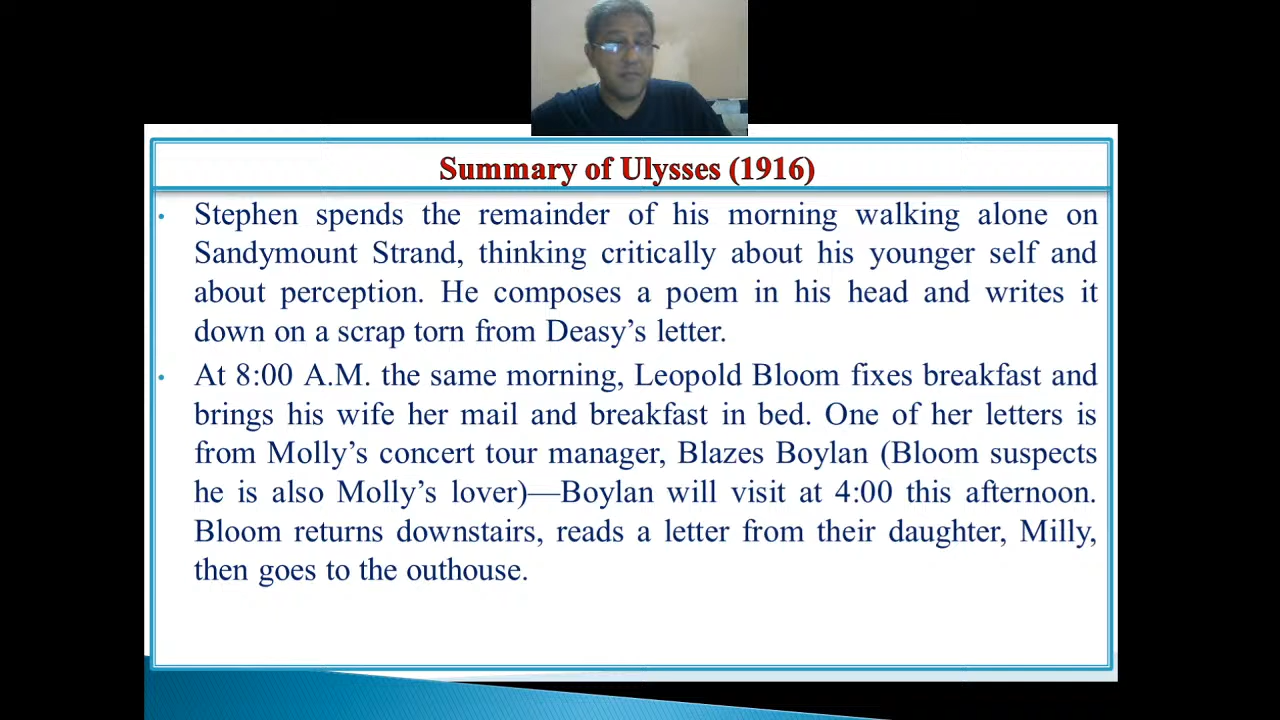 Summary of Ulysses (1916)
• Stephen spends the remainder of his morning walking alone on
Sandymount Strand, thinking critically about his younger self and
about perception. He composes a poem in his head and writes it
down on a scrap torn from Deasy’s letter.
• At 8:00 A.M. the same morning, Leopold Bloom fixes breakfast and
brings his wife her mail and breakfast in bed. One of her letters is
from Molly’s concert tour manager, Blazes Boylan (Bloom suspects
he is also Molly’s lover)—Boylan will visit at 4:00 this afternoon.
Bloom returns downstairs, reads a letter from their daughter, Milly,
then goes to the outhouse.